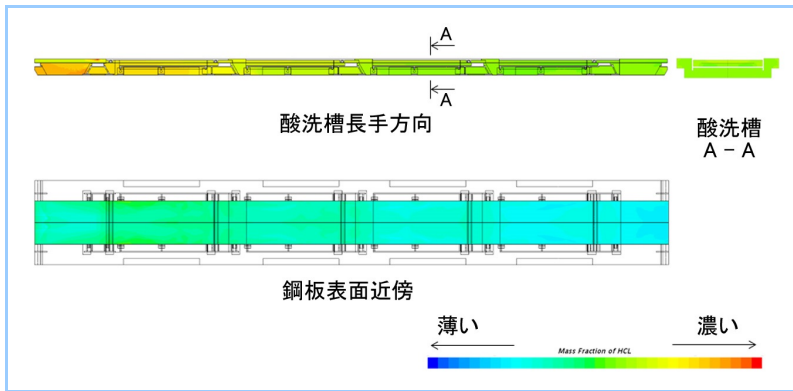 A
A
酸洗槽長手方向
酸洗槽
A - A
鋼板表面近傍
薄い
濃い
Mass Fraction of HCL